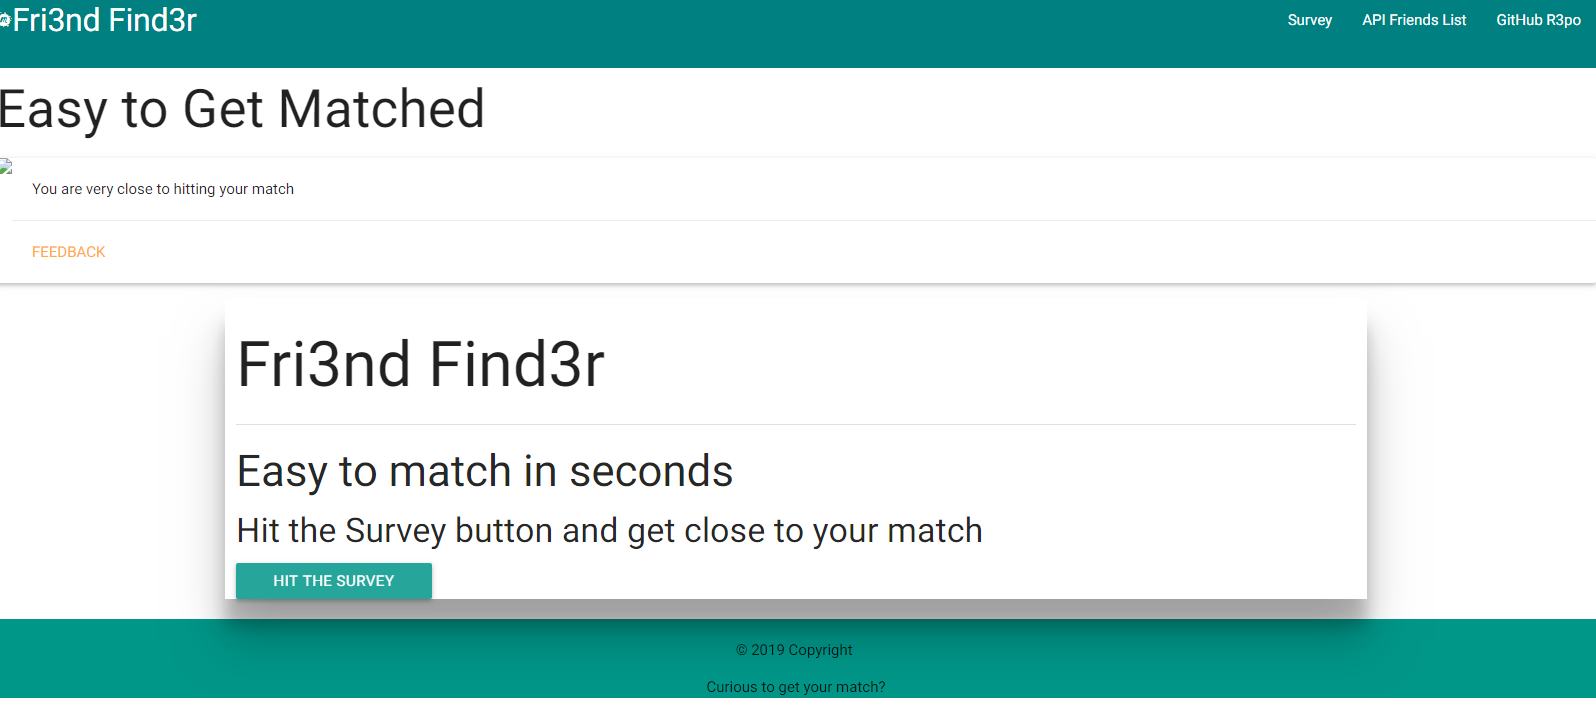 Fri3nd Find3r
Survey API Friends List GitHub R3po
Easy to Get Matched
You are very close to hitting your match
FEEDBACK
Fri3nd Find3r
Easy to match in seconds
Hit the Survey button and get close to your match
HIT THE SURVEY
© 2019 Copyright
Curious to get your match?